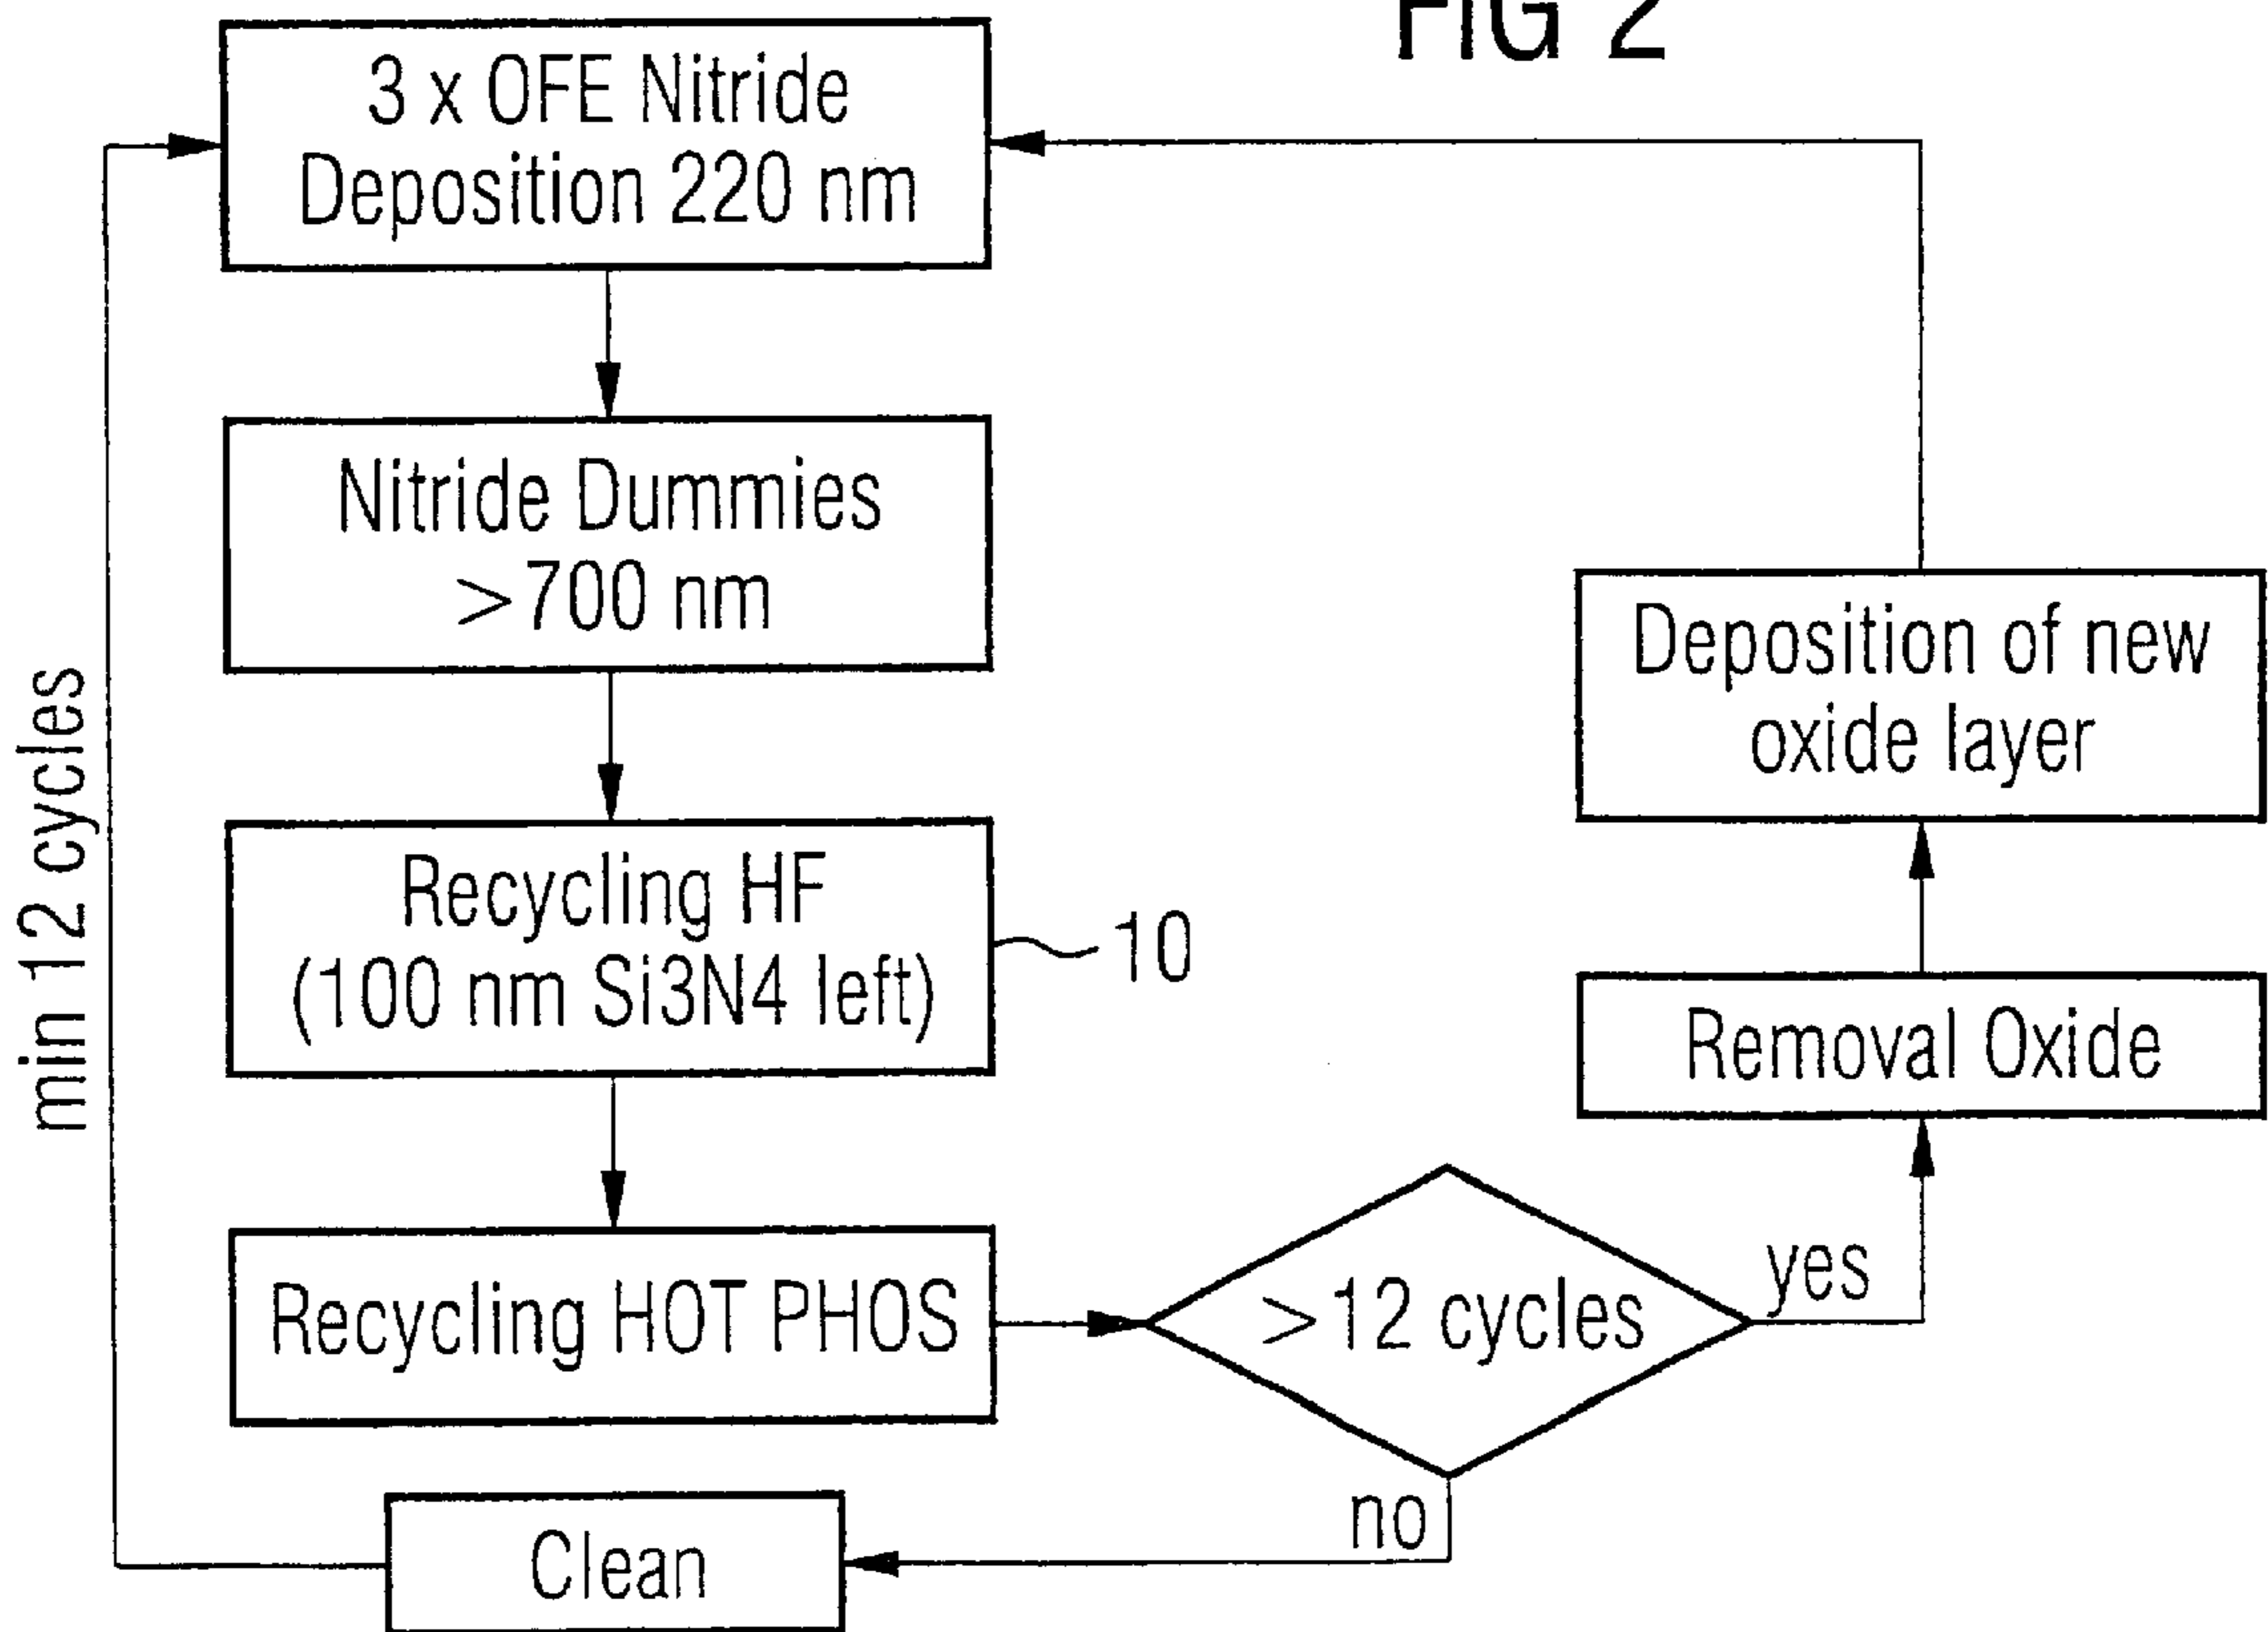 FIG 2
3 x OFE Nitride
Deposition 220 nm
Nitride Dummies
>700 nm
Recycling HF
(100 nm Si3N4 left)
10
Recycling HOT PHOS
>12 cycles
yes
no
Clean
min 12 cycles
Removal Oxide
Deposition of new
oxide layer